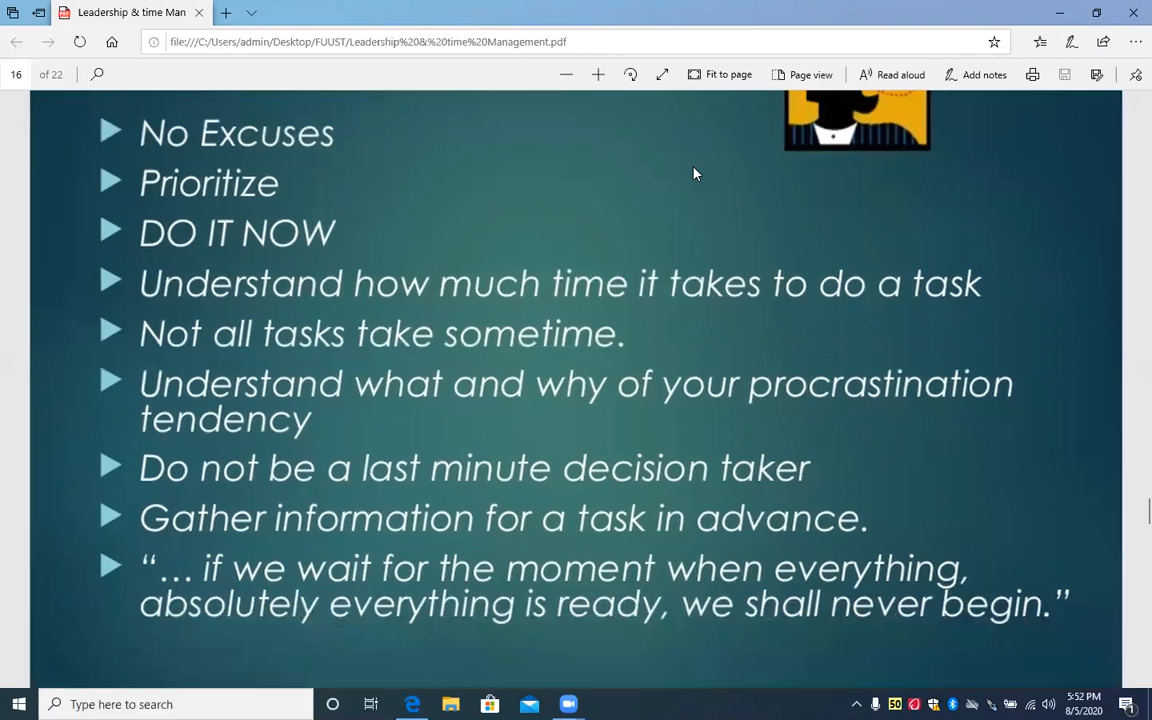 Leadership & time Man
file:///C:/Users/admin/Desktop/FUUST/Leadership%20&%20time%20Management.pdf
16 of 22
Fit to page
Page view
Read aloud
Add notes
No Excuses
Prioritize
DO IT NOW
Understand how much time it takes to do a task
Not all tasks take sometime.
Understand what and why of your procrastination
tendency
Do not be a last minute decision taker
Gather information for a task in advance.
“… if we wait for the moment when everything,
absolutely everything is ready, we shall never begin.”
Type here to search
50
5:52 PM
8/5/2020
1